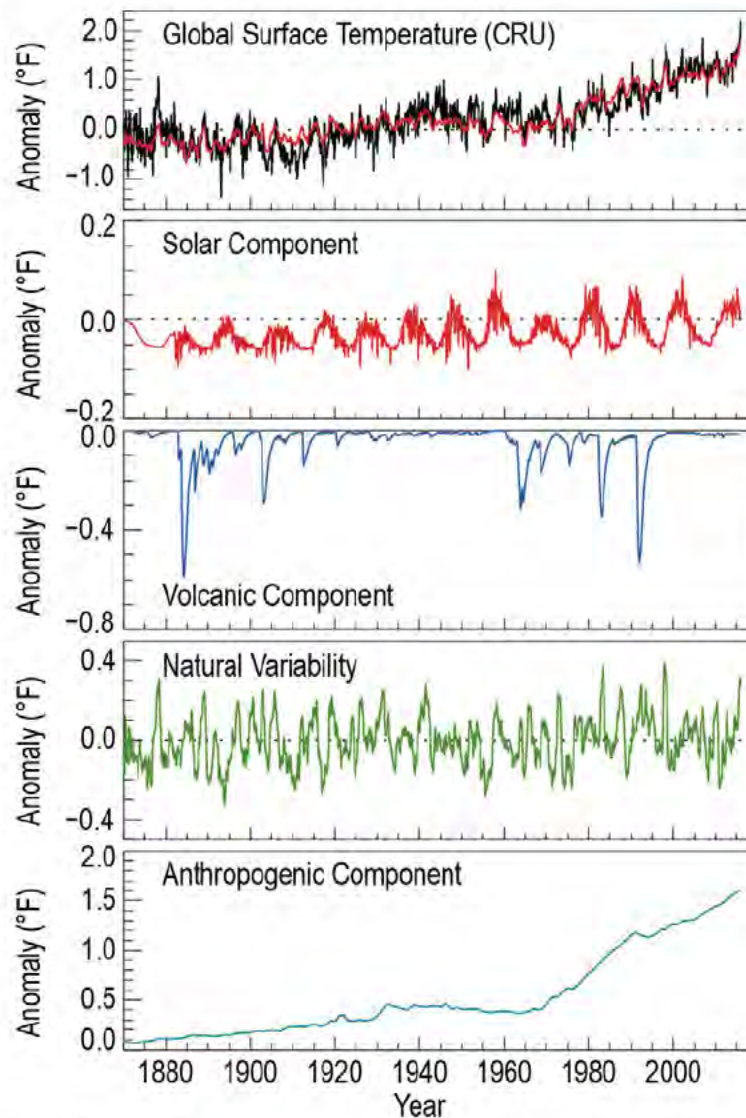 Global Surface Temperature (CRU)
Anomaly (°F)
2.0
1.0
0.0
−1.0
Solar Component
Anomaly (°F)
0.2
0.0
−0.2
Volcanic Component
Anomaly (°F)
0.0
−0.4
−0.8
Natural Variability
Anomaly (°F)
0.4
0.0
−0.4
Anthropogenic Component
Anomaly (°F)
2.0
1.5
1.0
0.5
0.0
1880 1900 1920 1940 1960 1980 2000
Year